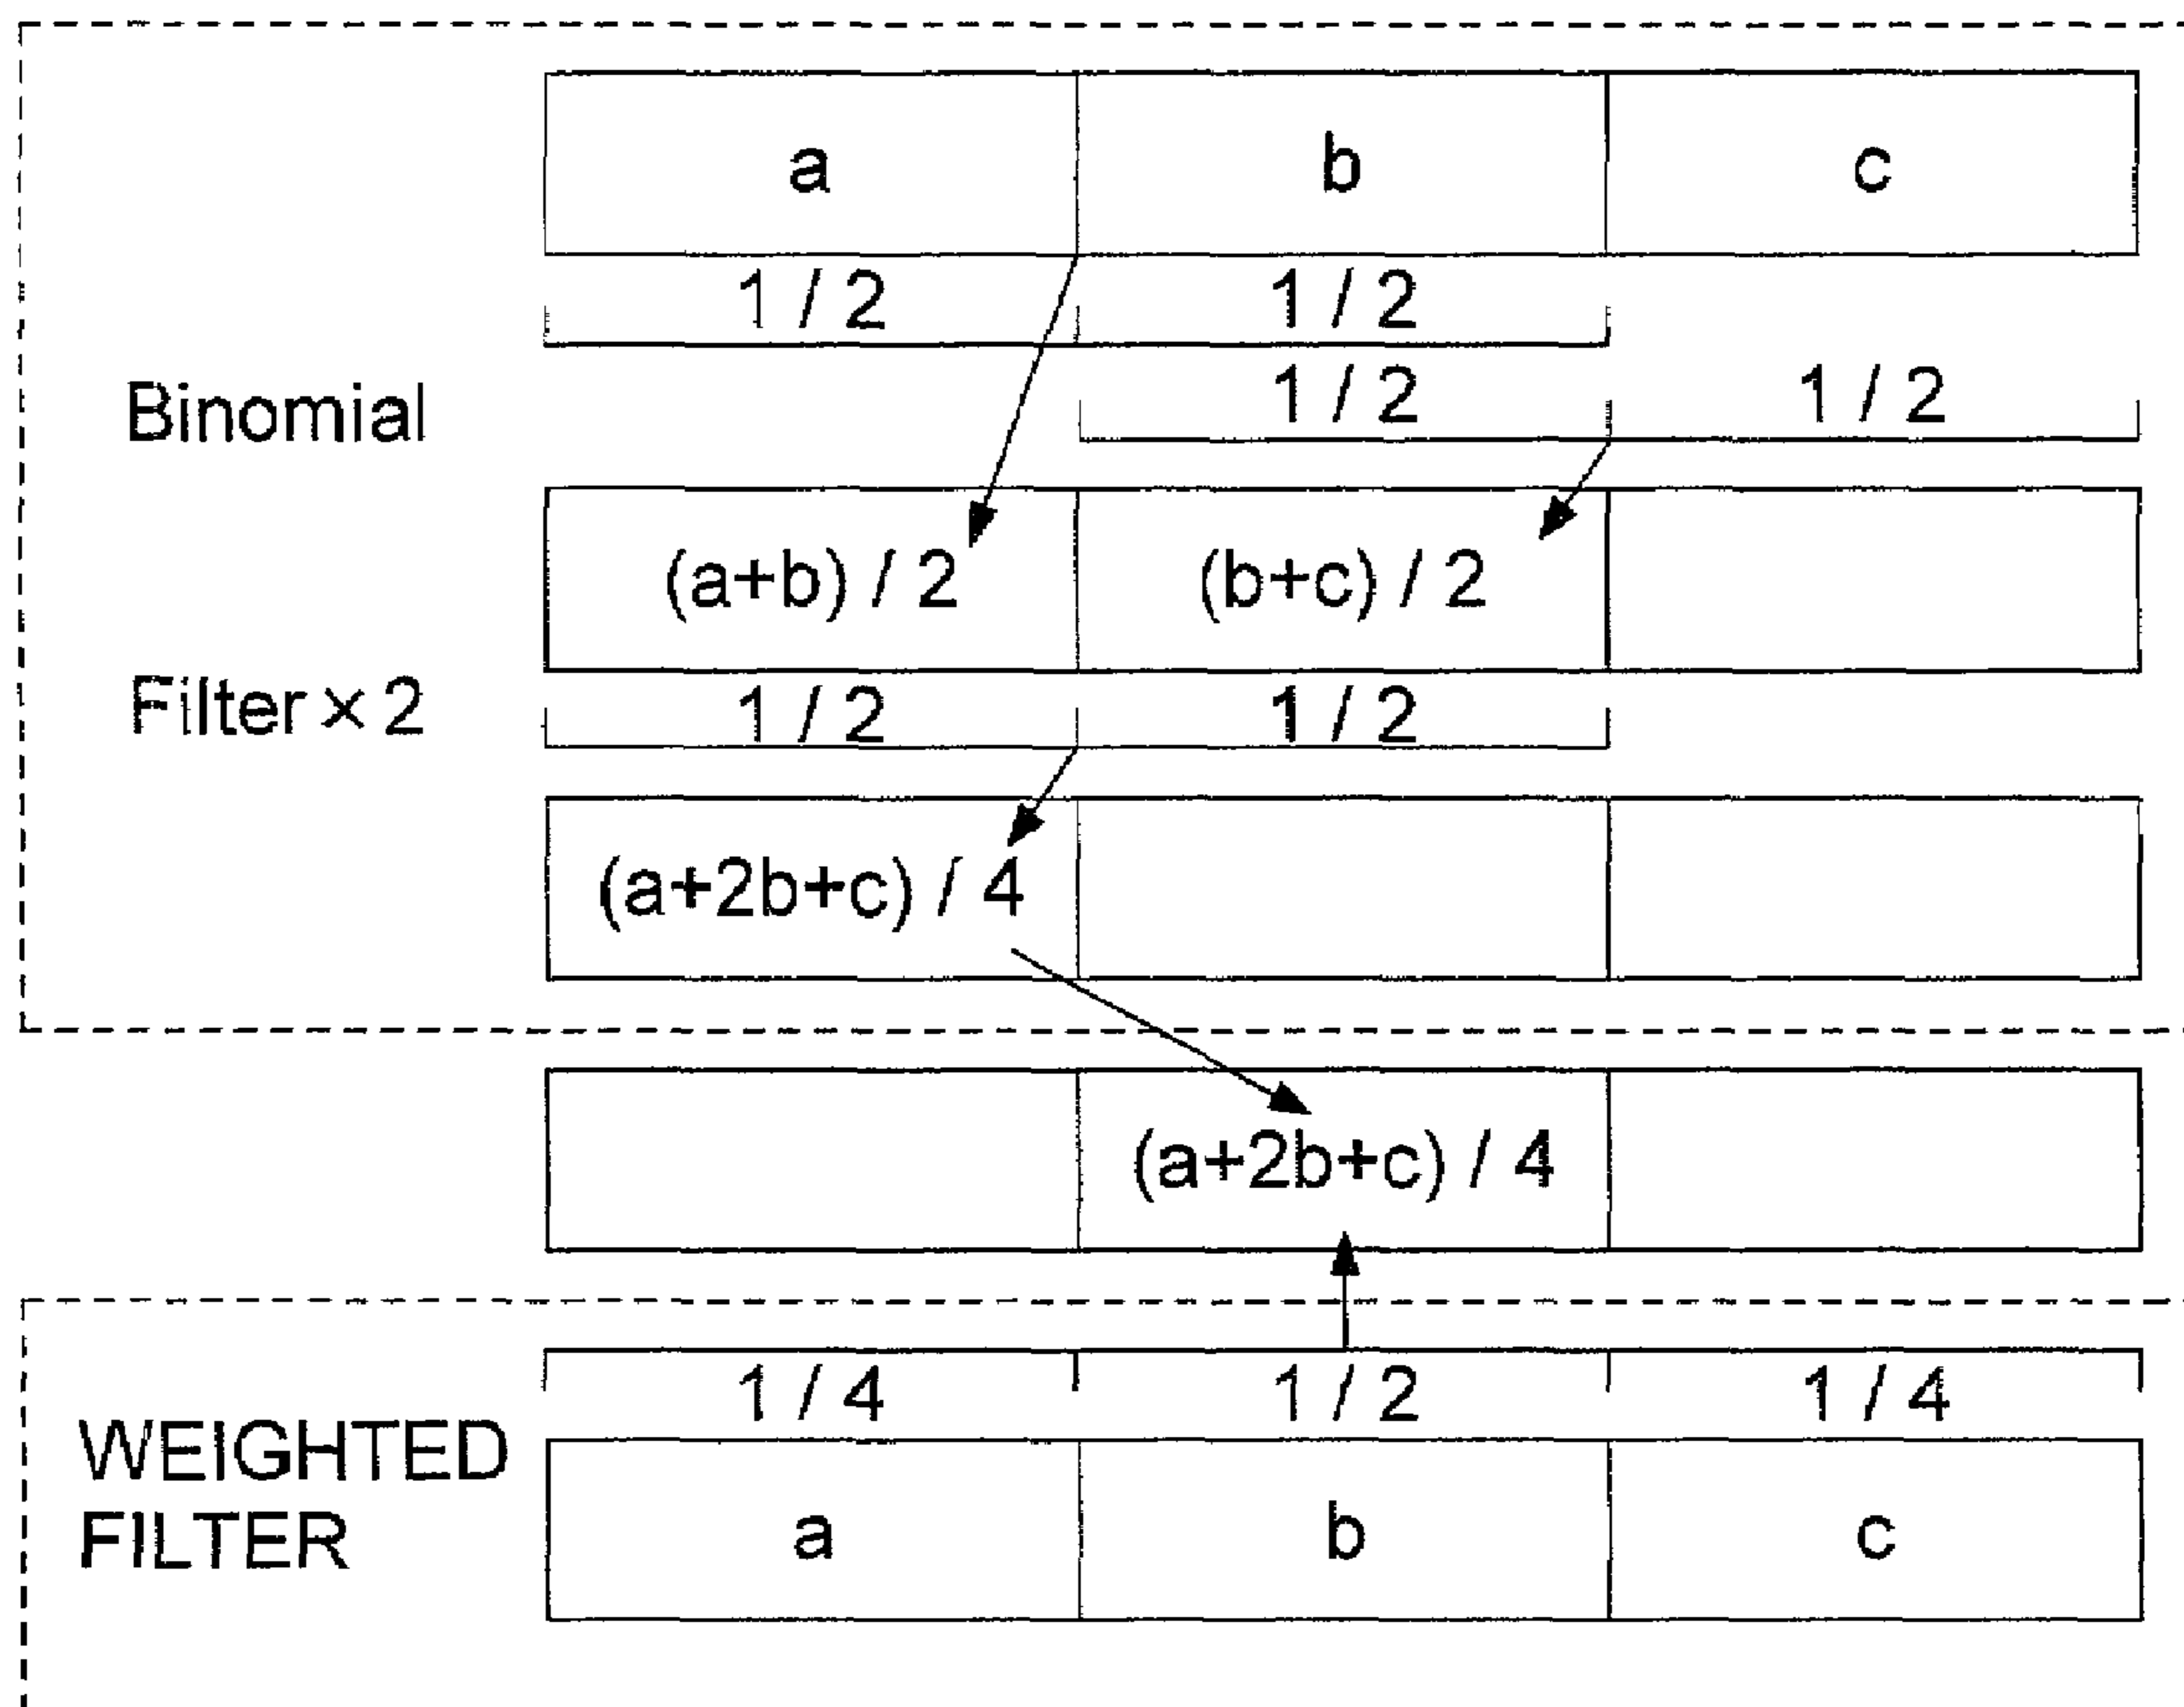 a b c
1 / 2 1 / 2
Binomial 1 / 2 1 / 2
(a+b) / 2 (b+c) / 2
Filter × 2 1 / 2 1 / 2
(a+2b+c) / 4
(a+2b+c) / 4
1 / 4 1 / 2 1 / 4
WEIGHTED
FILTER
a b c